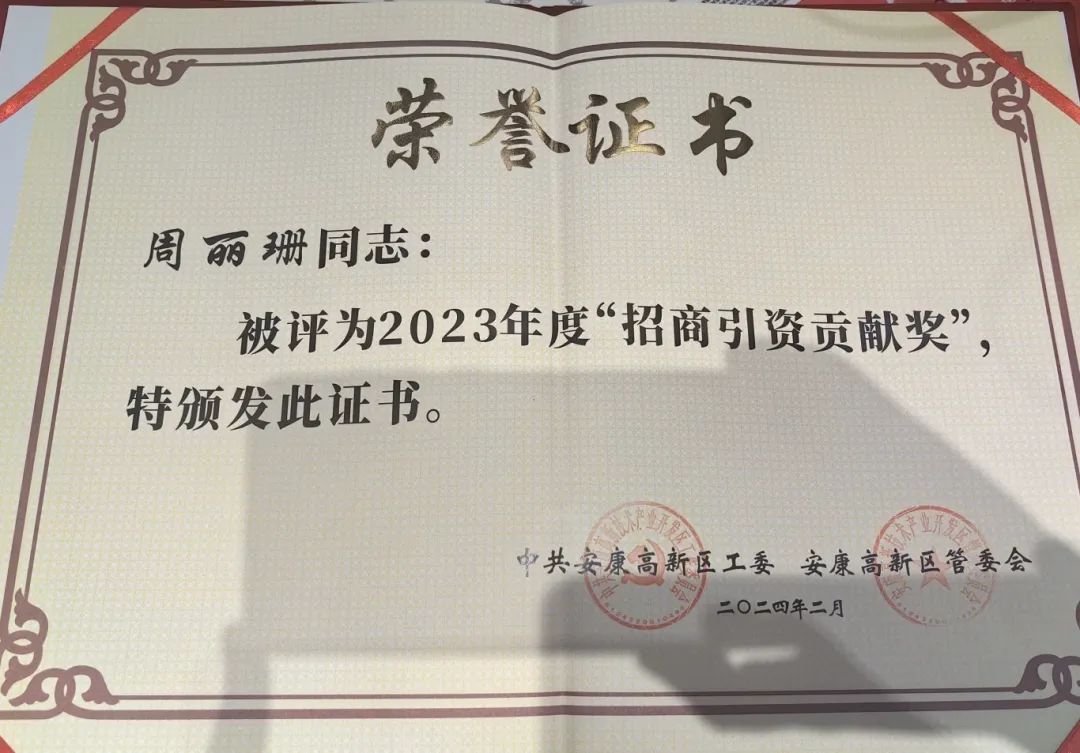 荣誉证书
周丽珊同志：
被评为2023年度“招商引资贡献奖”，
特颁发此证书。
中共安康高新区工委 安康高新区管委会
二〇二四年二月